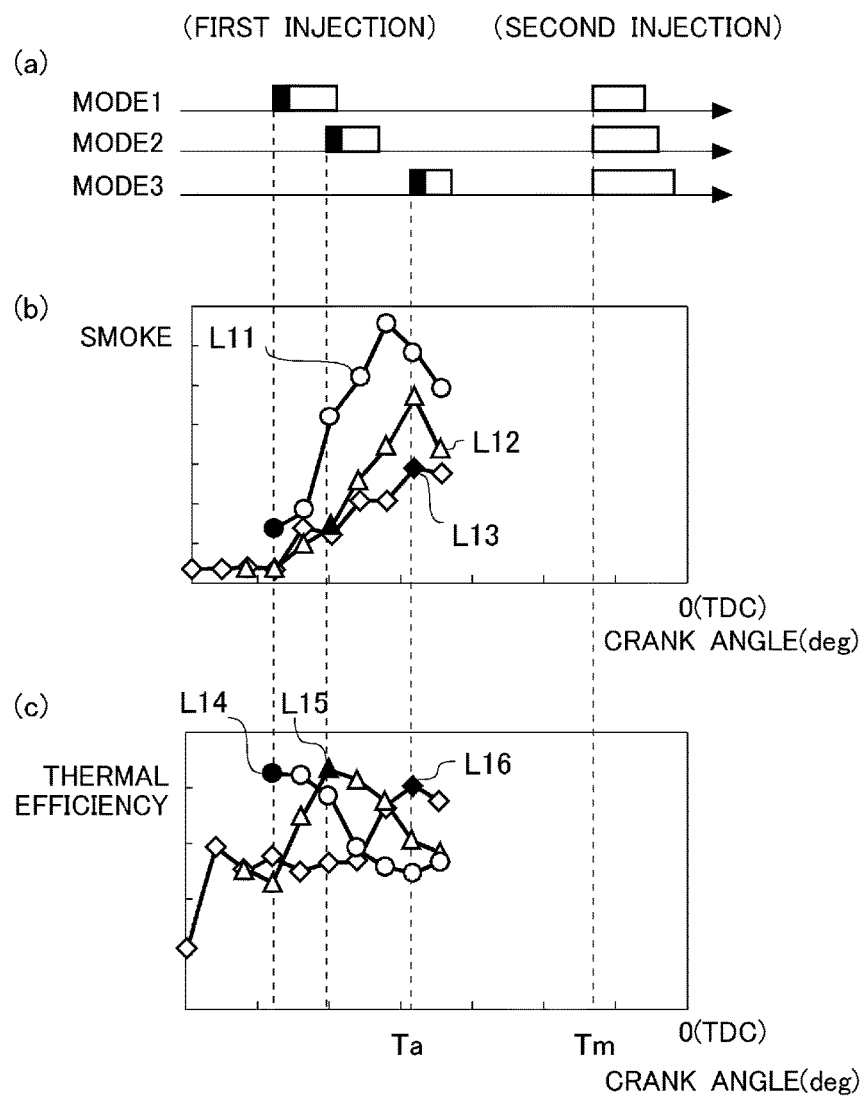 (FIRST INJECTION) (SECOND INJECTION)
(a)
MODE1
MODE2
MODE3
(b)
SMOKE
L11
L12
L13
0(TDC)
CRANK ANGLE(deg)
(c)
L14
L15
L16
THERMAL
EFFICIENCY
Ta
Tm
0(TDC)
CRANK ANGLE(deg)